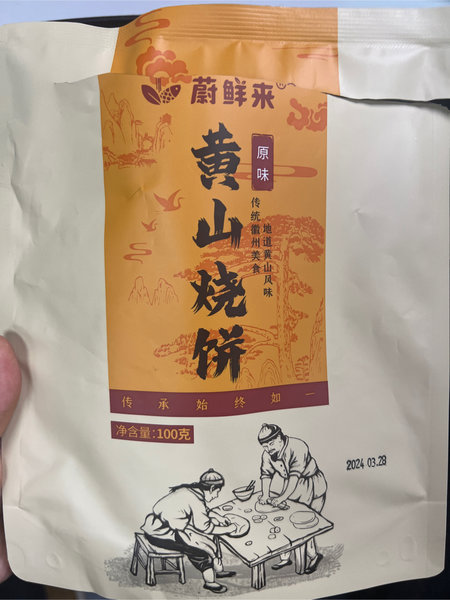 蔚鲜来
原味
黄山烧饼
地道黄山风味
传统徽州美食
传承始终如一
净含量:100克
2024.03.28